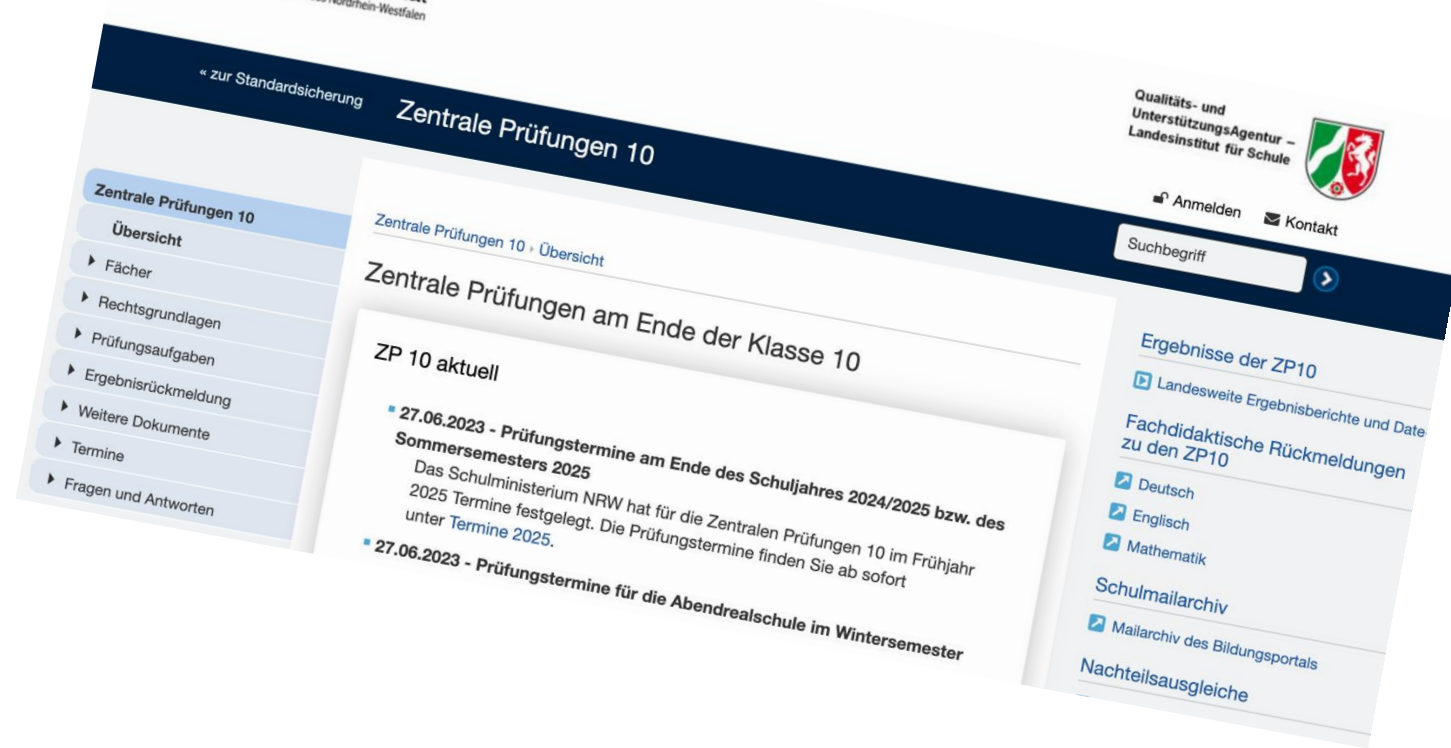 Nordrhein-Westfalen
« zur Standardsicherung
Zentrale Prüfungen 10
Qualitäts- und
UnterstützungsAgentur –
Landesinstitut für Schule
Anmelden
Kontakt
Suchbegriff
Zentrale Prüfungen 10
Übersicht
Fächer
Rechtsgrundlagen
Prüfungsaufgaben
Ergebnisrückmeldung
Weitere Dokumente
Termine
Fragen und Antworten
Zentrale Prüfungen 10 › Übersicht
Zentrale Prüfungen am Ende der Klasse 10
ZP 10 aktuell
27.06.2023 - Prüfungstermine am Ende des Schuljahres 2024/2025 bzw. des
Sommersemesters 2025
Das Schulministerium NRW hat für die Zentralen Prüfungen 10 im Frühjahr
2025 Termine festgelegt. Die Prüfungstermine finden Sie ab sofort
unter Termine 2025.
27.06.2023 - Prüfungstermine für die Abendrealschule im Wintersemester
Ergebnisse der ZP10
Landesweite Ergebnisberichte und Date
Fachdidaktische Rückmeldungen
zu den ZP10
Deutsch
Englisch
Mathematik
Schulmailarchiv
Mailarchiv des Bildungsportals
Nachteilsausgleiche